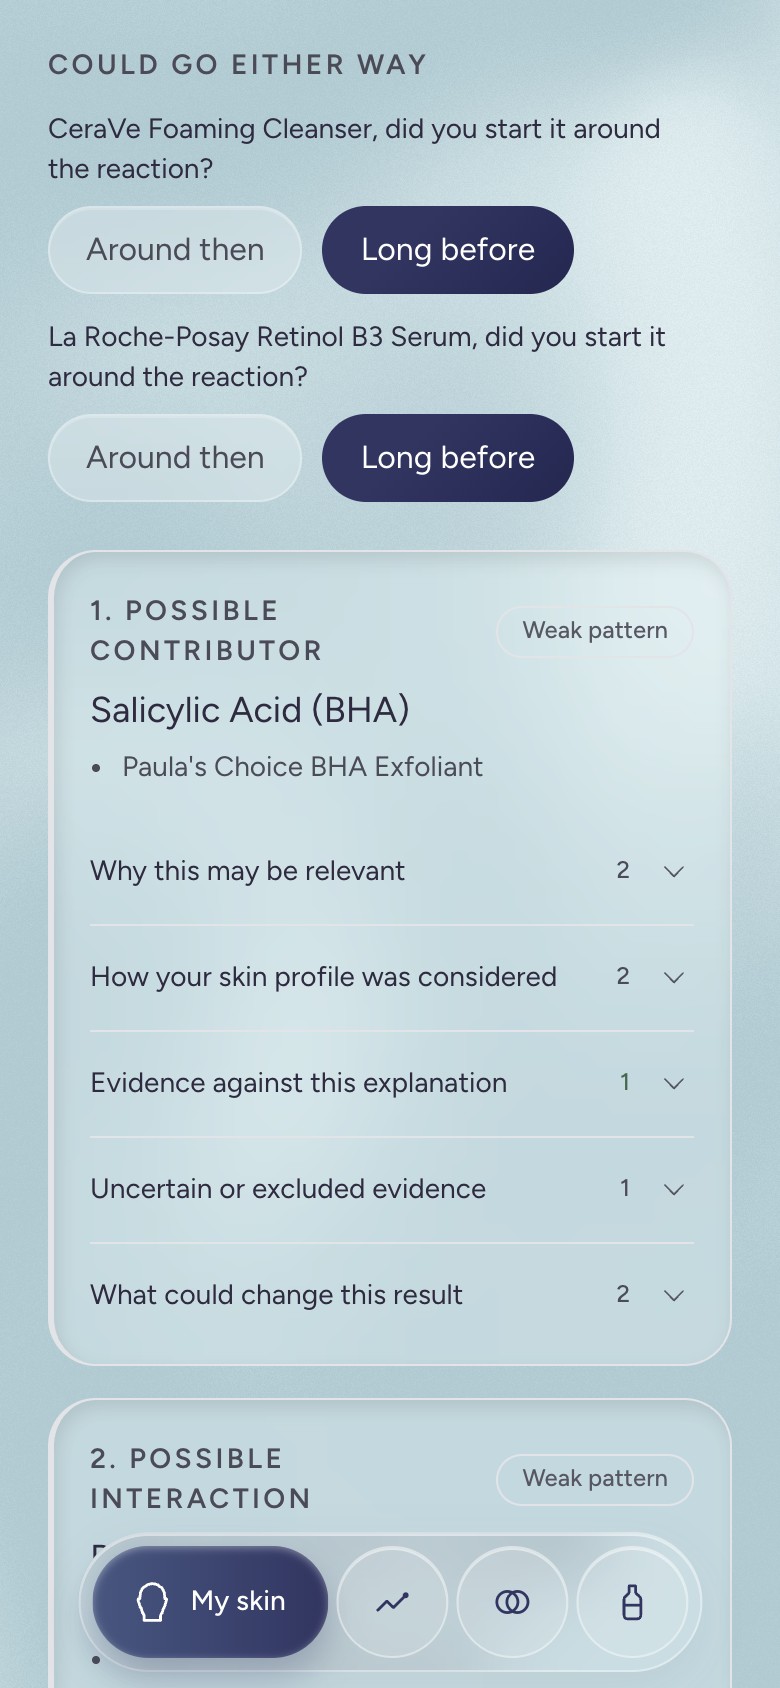 COULD GO EITHER WAY
CeraVe Foaming Cleanser, did you start it around
the reaction?
Around then
Long before
La Roche-Posay Retinol B3 Serum, did you start it
around the reaction?
Around then
Long before
1. POSSIBLE
CONTRIBUTOR
Weak pattern
Salicylic Acid (BHA)
• Paula's Choice BHA Exfoliant
Why this may be relevant 2
How your skin profile was considered 2
Evidence against this explanation 1
Uncertain or excluded evidence 1
What could change this result 2
2. POSSIBLE
INTERACTION
Weak pattern
My skin